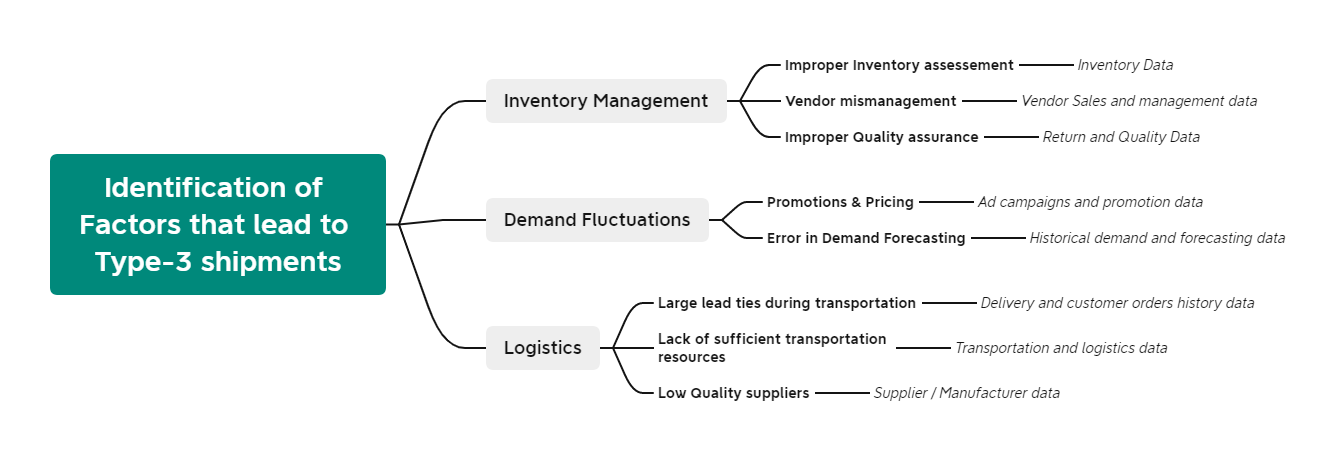 Identification of
Factors that lead to
Type-3 shipments
Inventory Management
Improper Inventory assessement
Inventory Data
Vendor mismanagement
Vendor Sales and management data
Improper Quality assurance
Return and Quality Data
Demand Fluctuations
Promotions & Pricing
Ad campaigns and promotion data
Error in Demand Forecasting
Historical demand and forecasting data
Logistics
Large lead ties during transportation
Delivery and customer orders history data
Lack of sufficient transportation
resources
Transportation and logistics data
Low Quality suppliers
Supplier / Manufacturer data